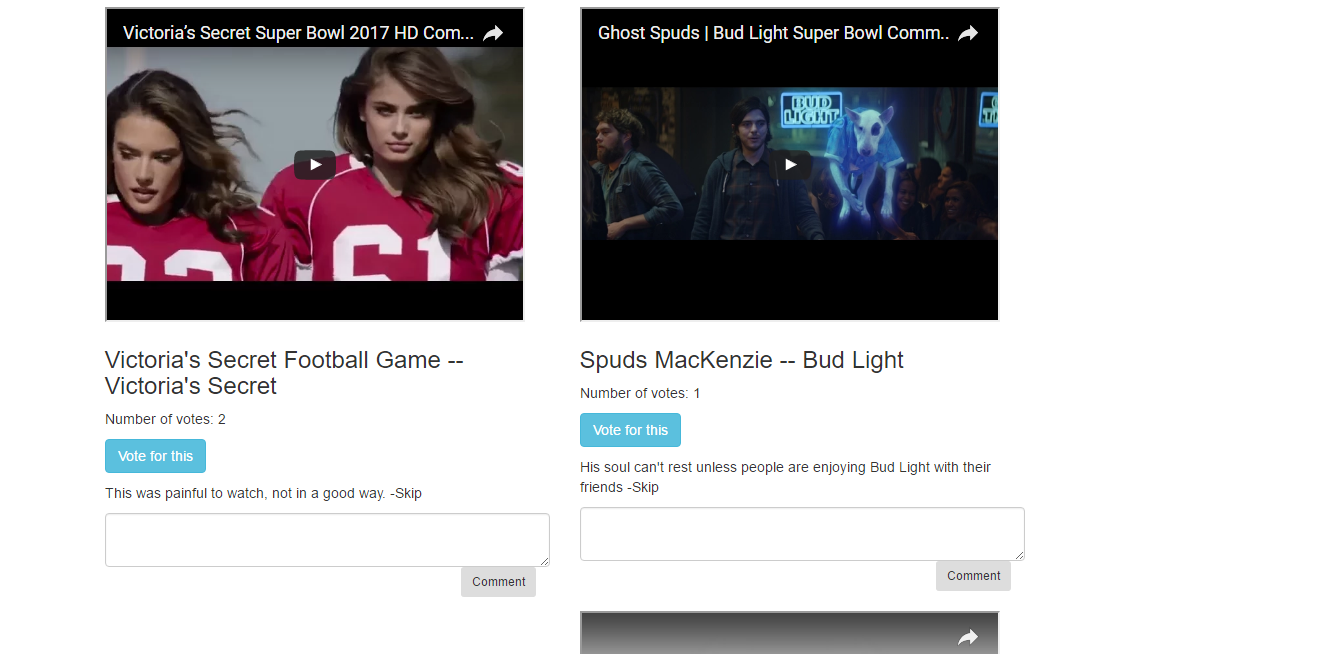 Victoria’s Secret Super Bowl 2017 HD Com...
Victoria's Secret Football Game --
Victoria's Secret
Number of votes: 2
Vote for this
This was painful to watch, not in a good way. -Skip
Comment
Ghost Spuds | Bud Light Super Bowl Comm..
BUD
LIGHT
Spuds MacKenzie -- Bud Light
Number of votes: 1
Vote for this
His soul can't rest unless people are enjoying Bud Light with their
friends -Skip
Comment